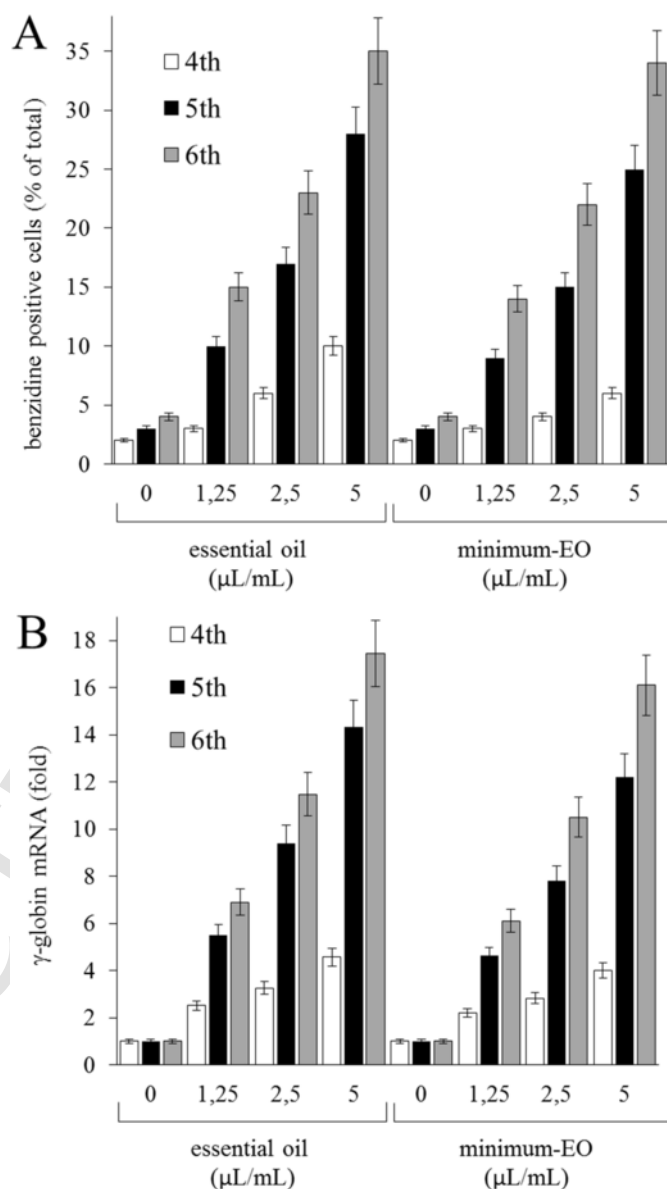 A
benzidine positive cells (% of total)
35
30
25
20
15
10
5
0
4th
5th
6th
0 1,25 2,5 5 0 1,25 2,5 5
essential oil minimum-EO
(μL/mL) (μL/mL)
B
γ-globin mRNA (fold)
18
16
14
12
10
8
6
4
2
0
4th
5th
6th
0 1,25 2,5 5 0 1,25 2,5 5
essential oil minimum-EO
(μL/mL) (μL/mL)